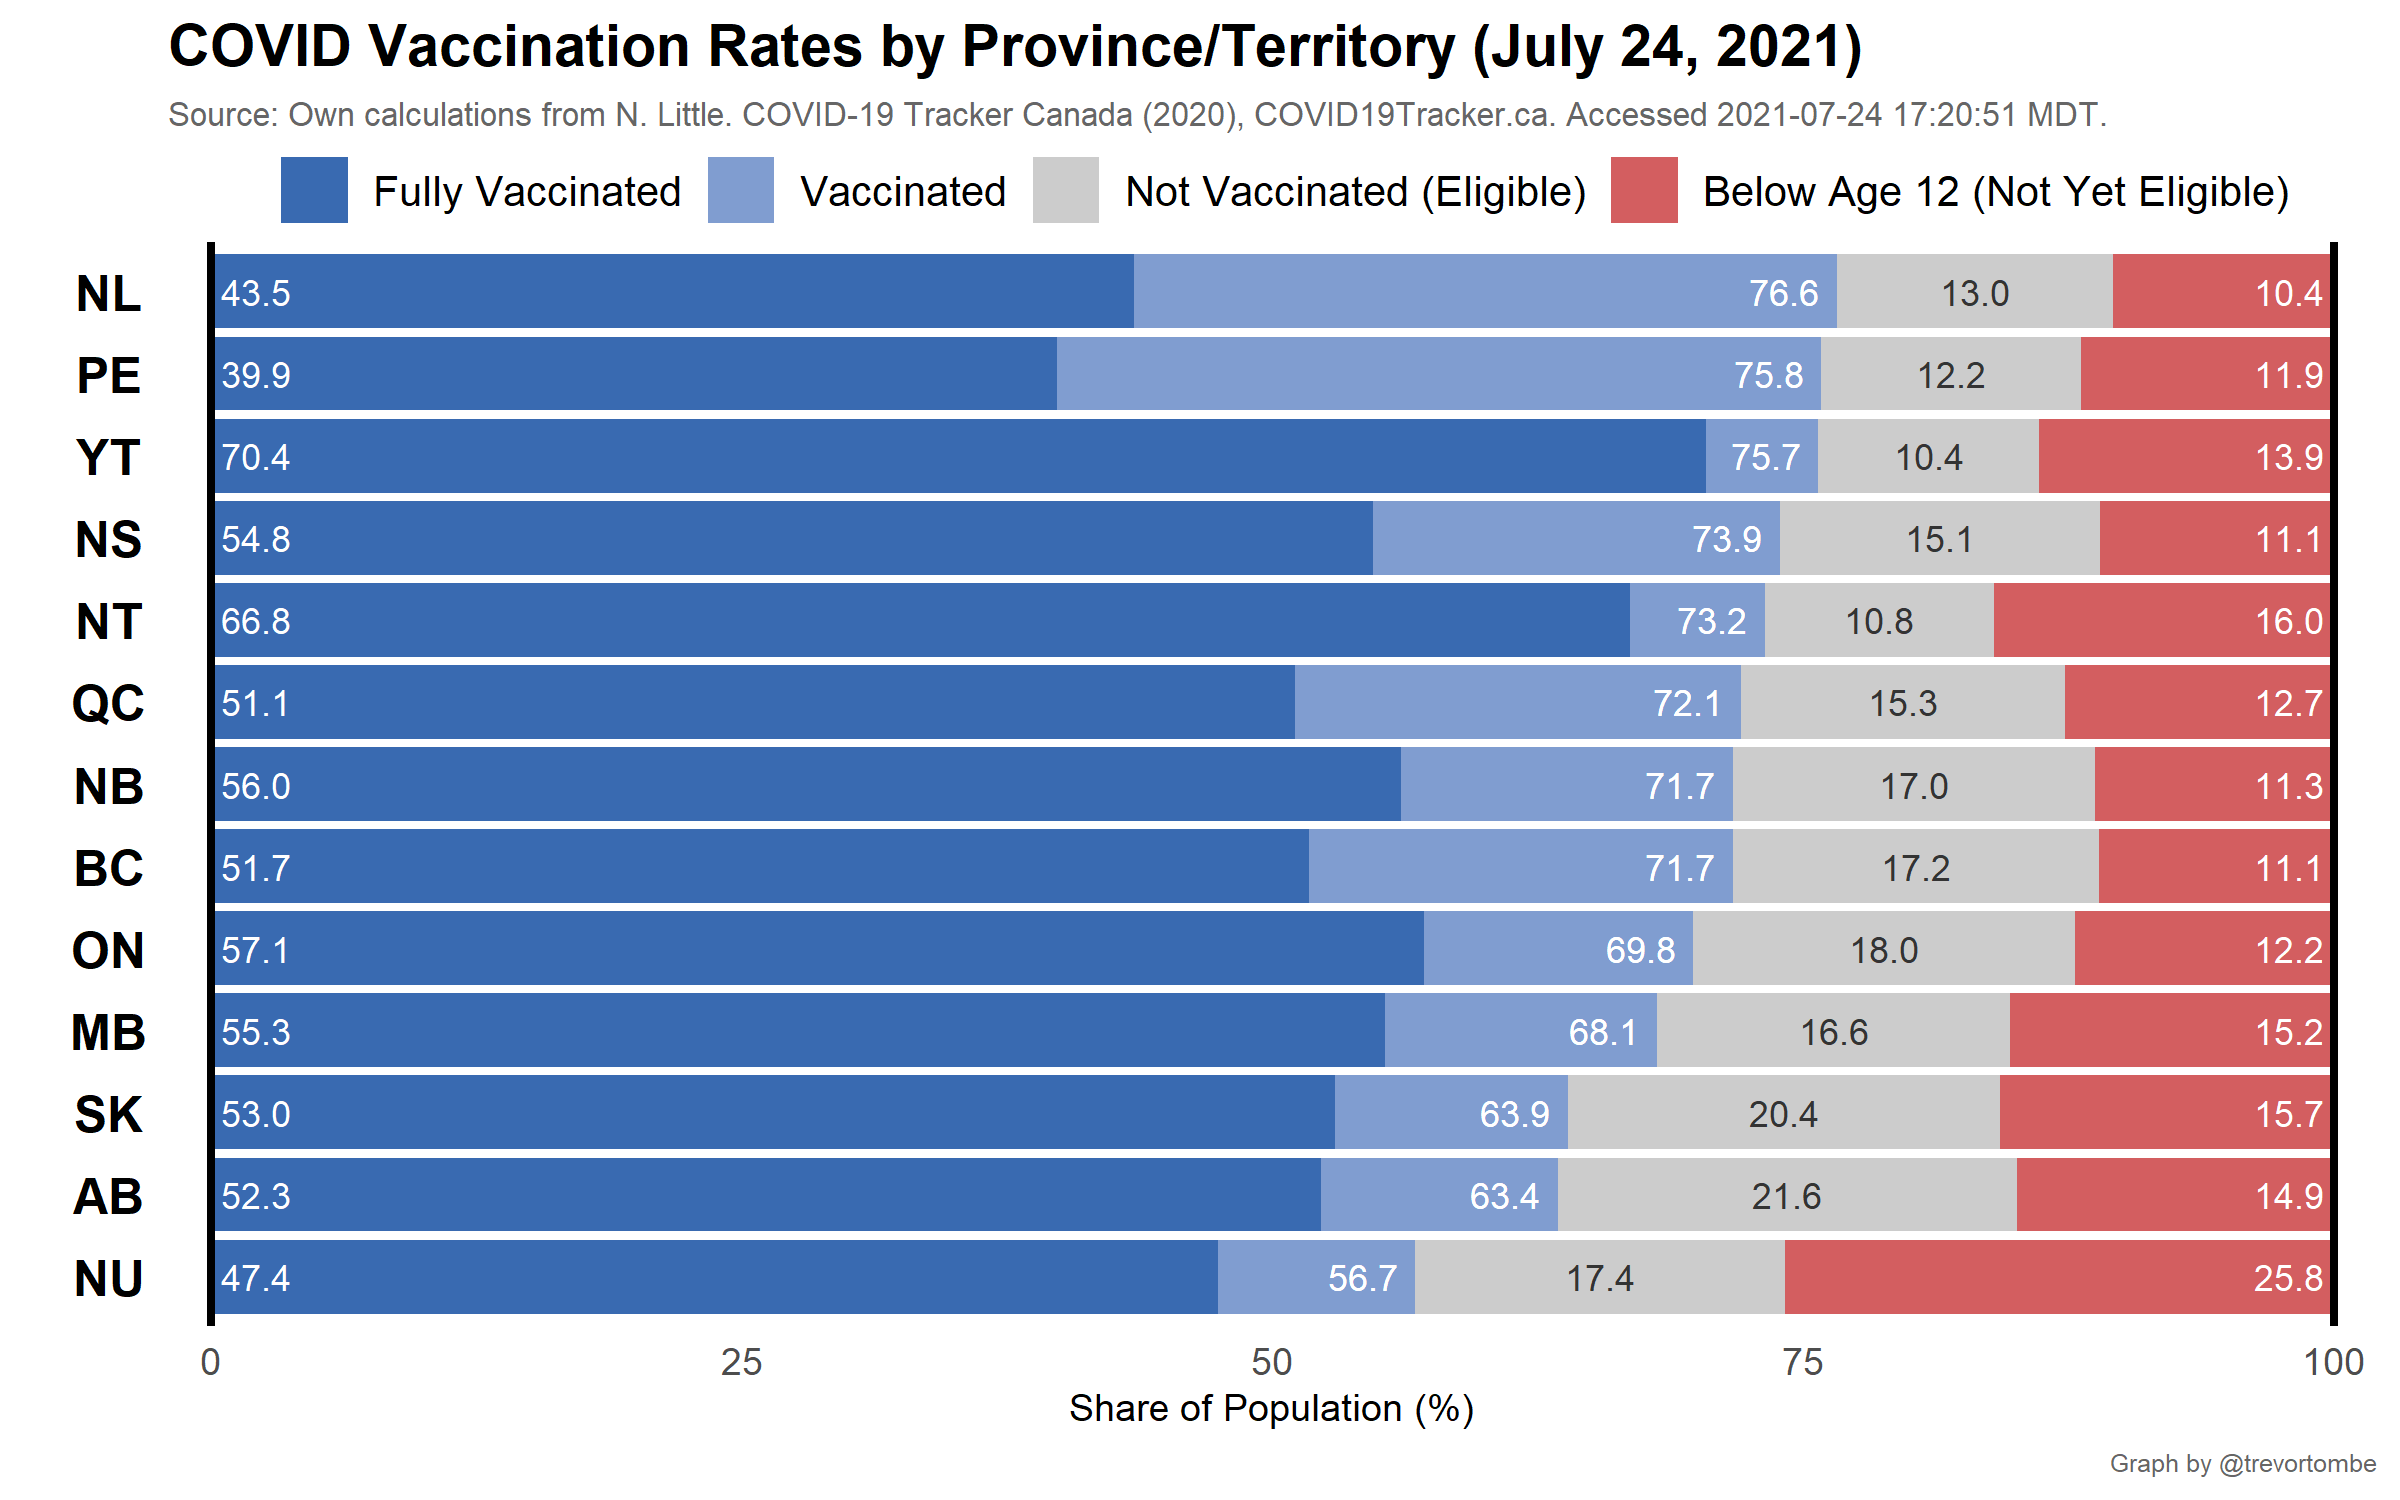 COVID Vaccination Rates by Province/Territory (July 24, 2021)
Source: Own calculations from N. Little. COVID-19 Tracker Canada (2020), COVID19Tracker.ca. Accessed 2021-07-24 17:20:51 MDT.
Fully Vaccinated Vaccinated Not Vaccinated (Eligible) Below Age 12 (Not Yet Eligible)
NL 43.5 76.6 13.0 10.4
PE 39.9 75.8 12.2 11.9
YT 70.4 75.7 10.4 13.9
NS 54.8 73.9 15.1 11.1
NT 66.8 73.2 10.8 16.0
QC 51.1 72.1 15.3 12.7
NB 56.0 71.7 17.0 11.3
BC 51.7 71.7 17.2 11.1
ON 57.1 69.8 18.0 12.2
MB 55.3 68.1 16.6 15.2
SK 53.0 63.9 20.4 15.7
AB 52.3 63.4 21.6 14.9
NU 47.4 56.7 17.4 25.8
0 25 50 75 100
Share of Population (%)
Graph by @trevortombe